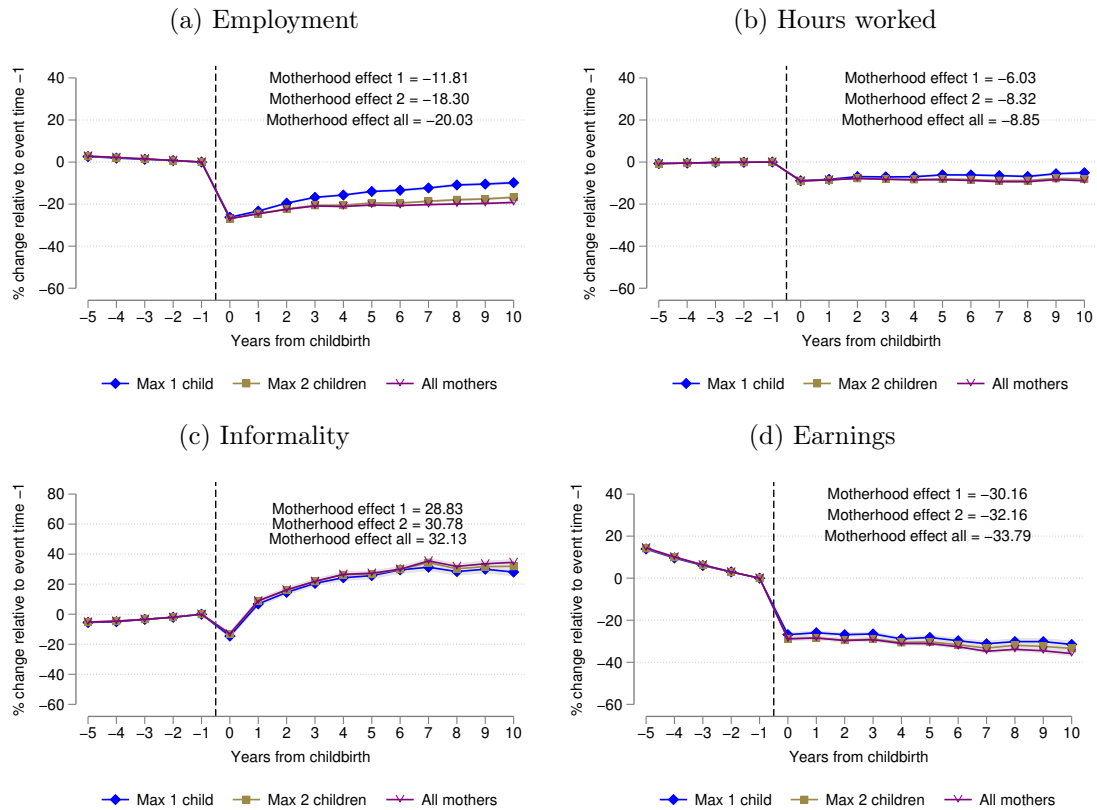 (a) Employment
% change relative to event time −1
40
20
0
−20
−40
−60
Motherhood effect 1 = −11.81
Motherhood effect 2 = −18.30
Motherhood effect all = −20.03
−5 −4 −3 −2 −1 0 1 2 3 4 5 6 7 8 9 10
Years from childbirth
Max 1 child Max 2 children All mothers
(b) Hours worked
% change relative to event time −1
40
20
0
−20
−40
−60
Motherhood effect 1 = −6.03
Motherhood effect 2 = −8.32
Motherhood effect all = −8.85
−5 −4 −3 −2 −1 0 1 2 3 4 5 6 7 8 9 10
Years from childbirth
Max 1 child Max 2 children All mothers
(c) Informality
% change relative to event time −1
80
60
40
20
0
−20
−40
−60
Motherhood effect 1 = 28.83
Motherhood effect 2 = 30.78
Motherhood effect all = 32.13
−5 −4 −3 −2 −1 0 1 2 3 4 5 6 7 8 9 10
Years from childbirth
Max 1 child Max 2 children All mothers
(d) Earnings
% change relative to event time −1
40
20
0
−20
−40
−60
Motherhood effect 1 = −30.16
Motherhood effect 2 = −32.16
Motherhood effect all = −33.79
−5 −4 −3 −2 −1 0 1 2 3 4 5 6 7 8 9 10
Years from childbirth
Max 1 child Max 2 children All mothers